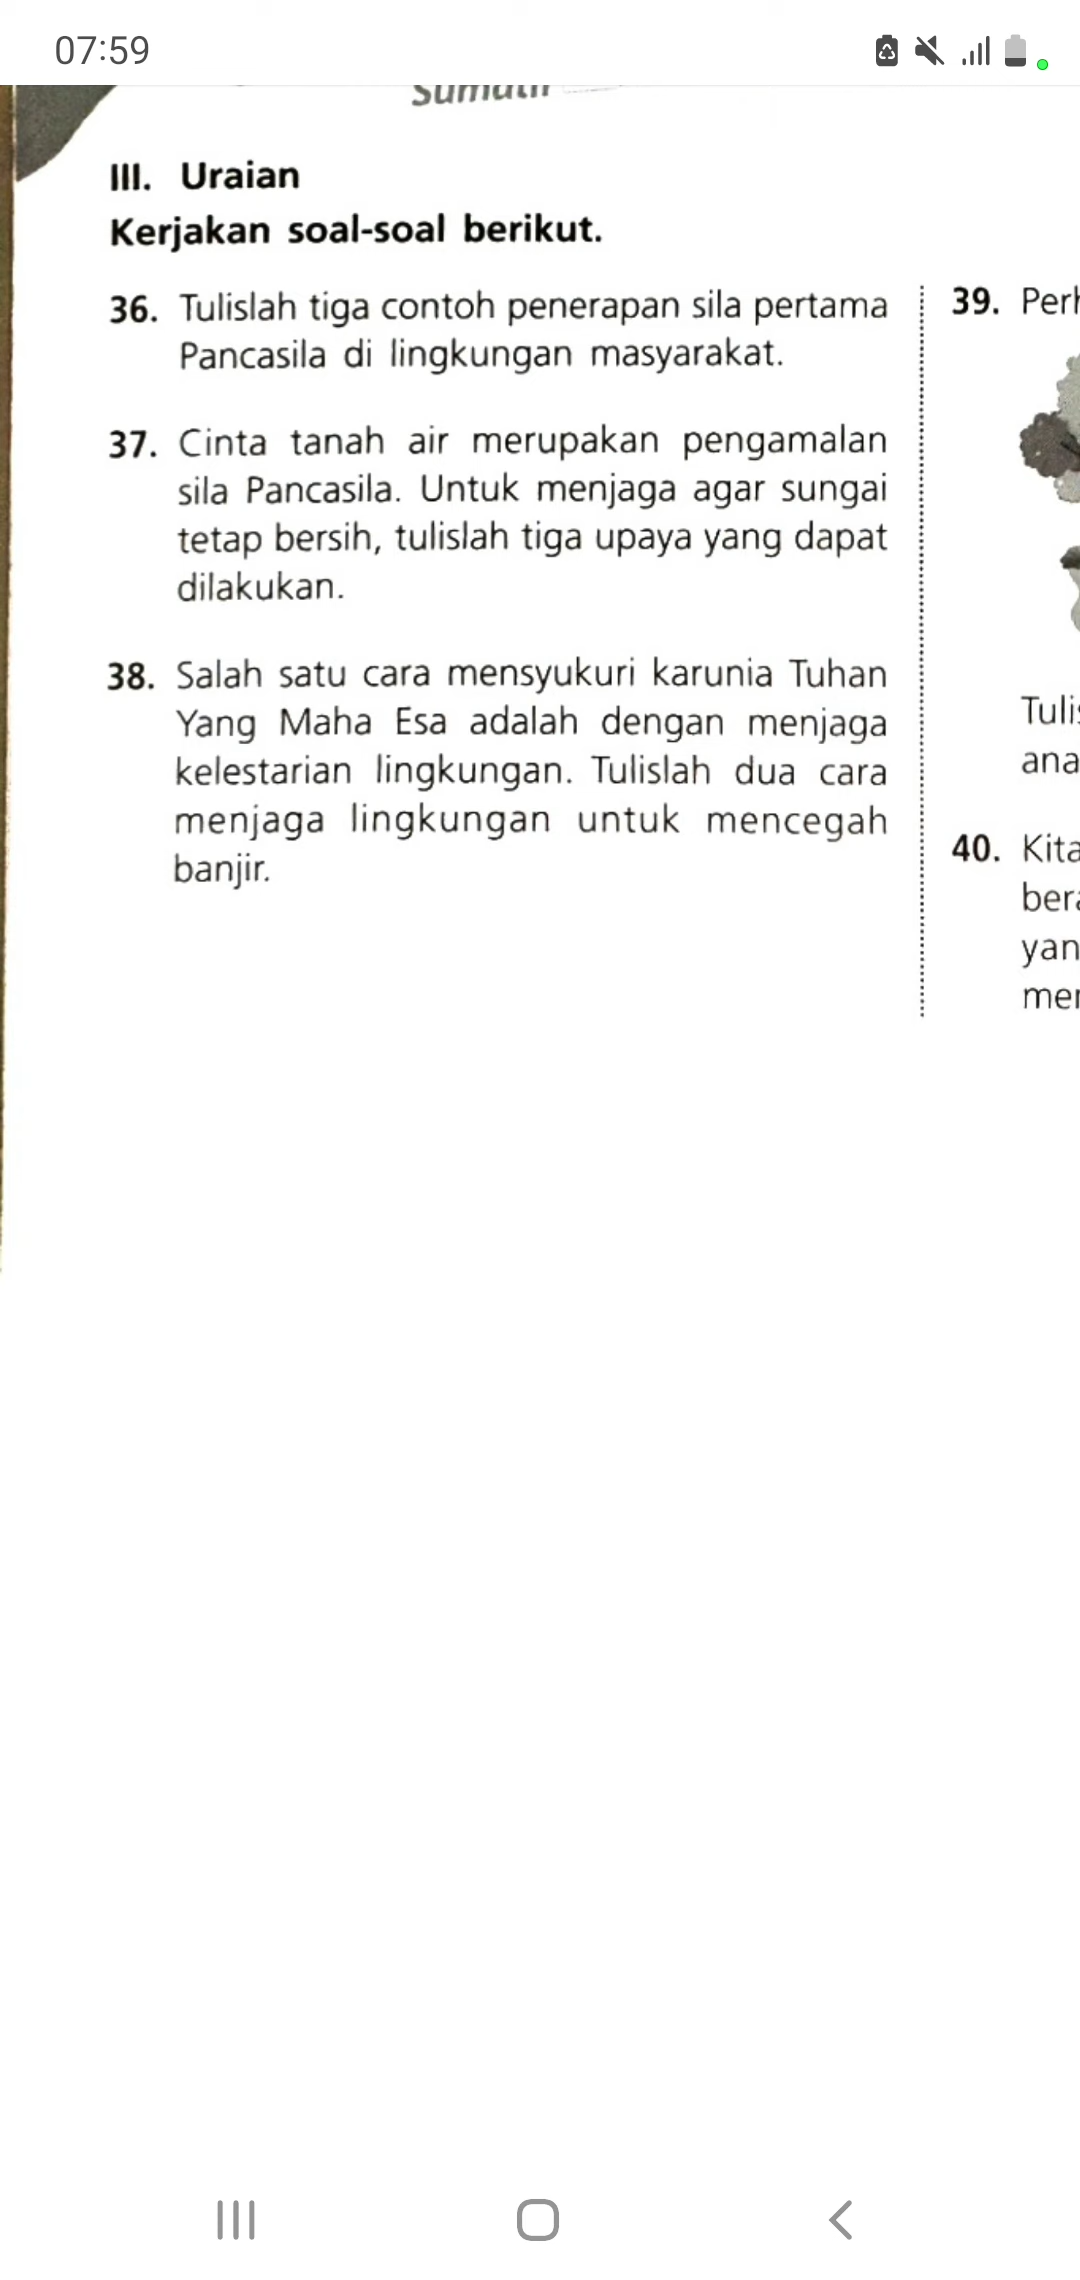 07:59
III. Uraian
Kerjakan soal-soal berikut.
36. Tulislah tiga contoh penerapan sila pertama
Pancasila di lingkungan masyarakat.
37. Cinta tanah air merupakan pengamalan
sila Pancasila. Untuk menjaga agar sungai
tetap bersih, tulislah tiga upaya yang dapat
dilakukan.
38. Salah satu cara mensyukuri karunia Tuhan
Yang Maha Esa adalah dengan menjaga
kelestarian lingkungan. Tulislah dua cara
menjaga lingkungan untuk mencegah
banjir.
39.
40. Kita